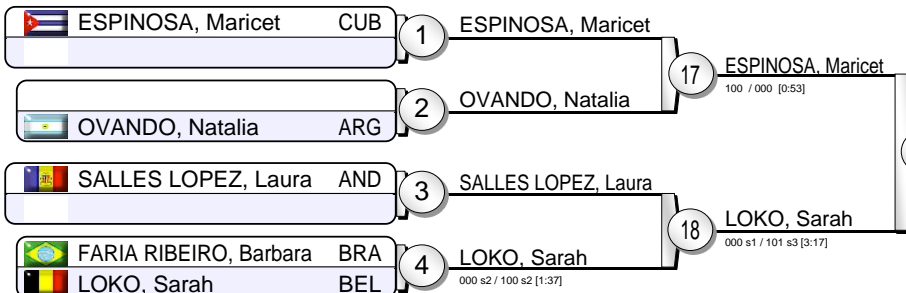 ESPINOSA, Maricet CUB
1
ESPINOSA, Maricet
17
ESPINOSA, Maricet
100 / 000 [0:53]
2
OVANDO, Natalia
OVANDO, Natalia ARG
SALLES LOPEZ, Laura AND
3
SALLES LOPEZ, Laura
18
LOKO, Sarah
000 s1 / 101 s3 [3:17]
FARIA RIBEIRO, Barbara BRA
4
LOKO, Sarah
000 s2 / 100 s2 [1:37]
LOKO, Sarah BEL